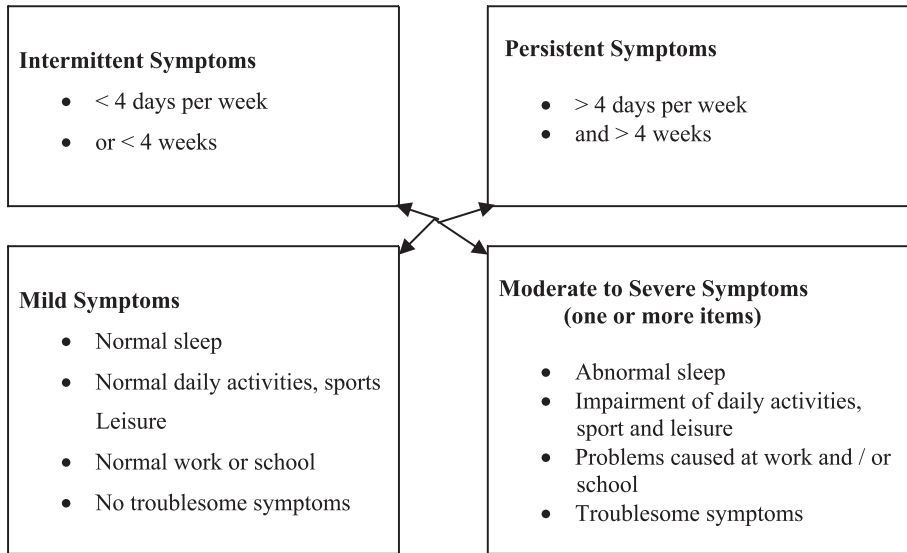 Intermittent Symptoms
• < 4 days per week
• or < 4 weeks
Persistent Symptoms
• > 4 days per week
• and > 4 weeks
Mild Symptoms
• Normal sleep
• Normal daily activities, sports
Leisure
• Normal work or school
• No troublesome symptoms
Moderate to Severe Symptoms
(one or more items)
• Abnormal sleep
• Impairment of daily activities,
sport and leisure
• Problems caused at work and / or
school
• Troublesome symptoms